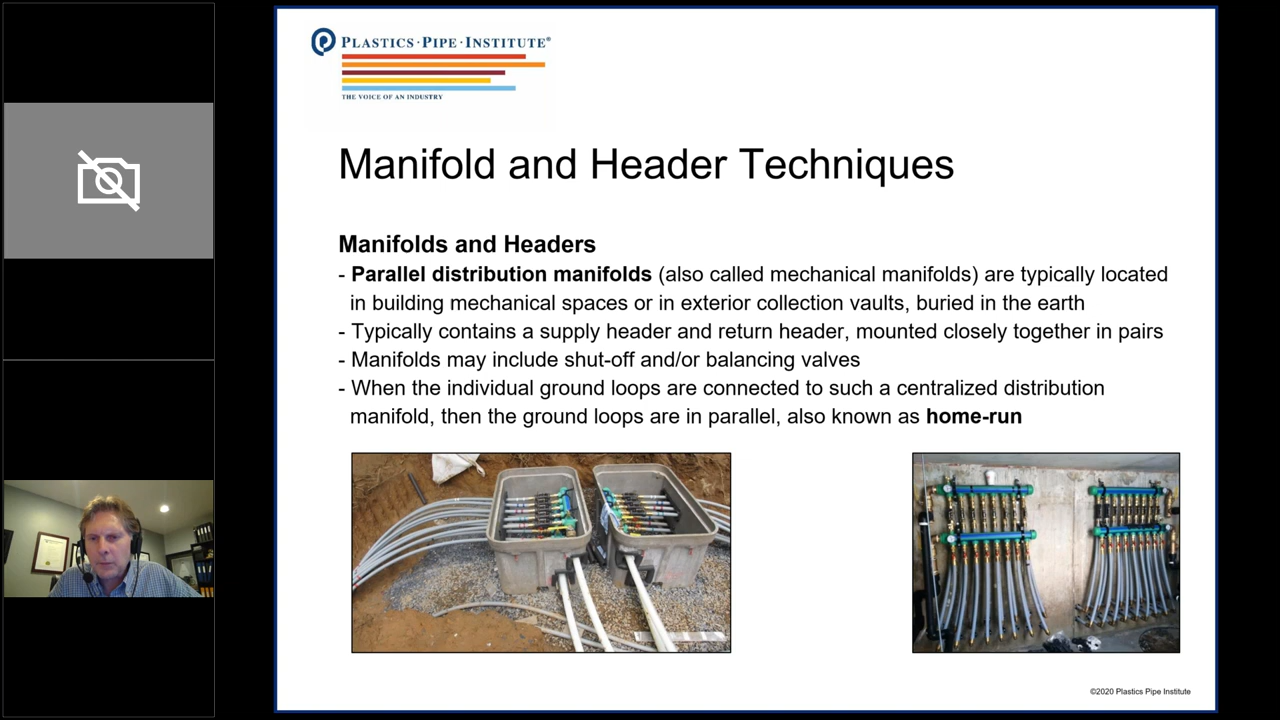 PLASTICS·PIPE·INSTITUTE®
THE VOICE OF AN INDUSTRY
Manifold and Header Techniques
Manifolds and Headers
- Parallel distribution manifolds (also called mechanical manifolds) are typically located
in building mechanical spaces or in exterior collection vaults, buried in the earth
- Typically contains a supply header and return header, mounted closely together in pairs
- Manifolds may include shut-off and/or balancing valves
- When the individual ground loops are connected to such a centralized distribution
manifold, then the ground loops are in parallel, also known as home-run
©2020 Plastics Pipe Institute